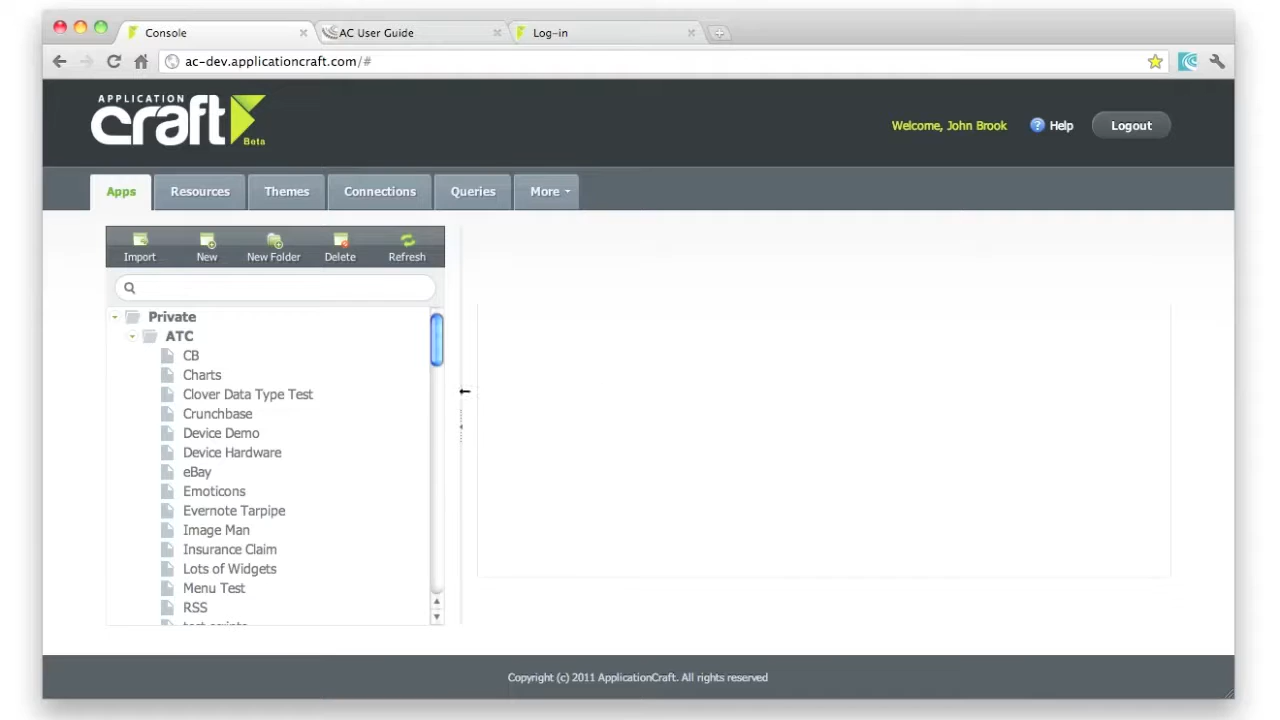 Console
AC User Guide
Log-in
ac-dev.applicationcraft.com/#
APPLICATION
craft
Beta
Welcome, John Brook
Help
Logout
Apps
Resources
Themes
Connections
Queries
More
Import
New
New Folder
Delete
Refresh
Private
ATC
CB
Charts
Clover Data Type Test
Crunchbase
Device Demo
Device Hardware
eBay
Emoticons
Evernote Tarpipe
Image Man
Insurance Claim
Lots of Widgets
Menu Test
RSS
Copyright (c) 2011 ApplicationCraft. All rights reserved